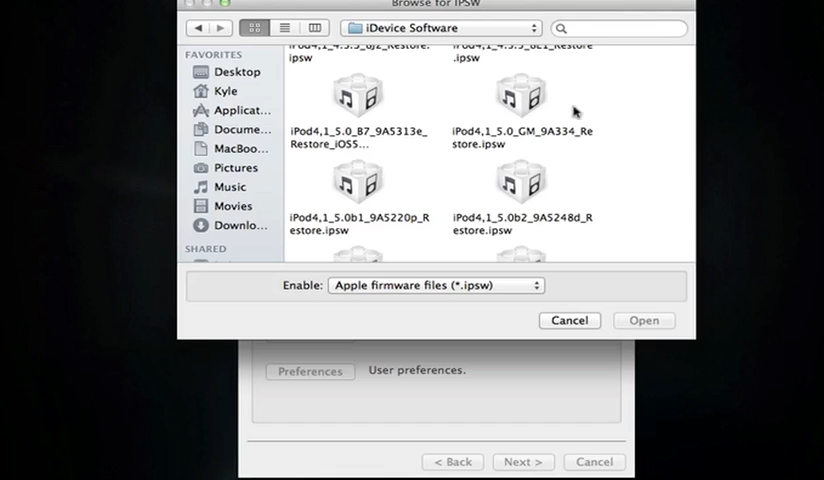 Browse for IPSW
iDevice Software
FAVORITES
Desktop
Kyle
Applicat...
Docume...
MacBoo...
Pictures
Music
Movies
Downlo...
SHARED
ipsw
.ipsw
iPod4,1_5.0_B7_9A5313e_
Restore_iOS5...
iPod4,1_5.0_GM_9A334_Re
store.ipsw
iPod4,1_5.0b1_9A5220p_R
estore.ipsw
iPod4,1_5.0b2_9A5248d_R
estore.ipsw
Enable: Apple firmware files (*.ipsw)
Cancel
Open
Preferences User preferences.
< Back
Next >
Cancel